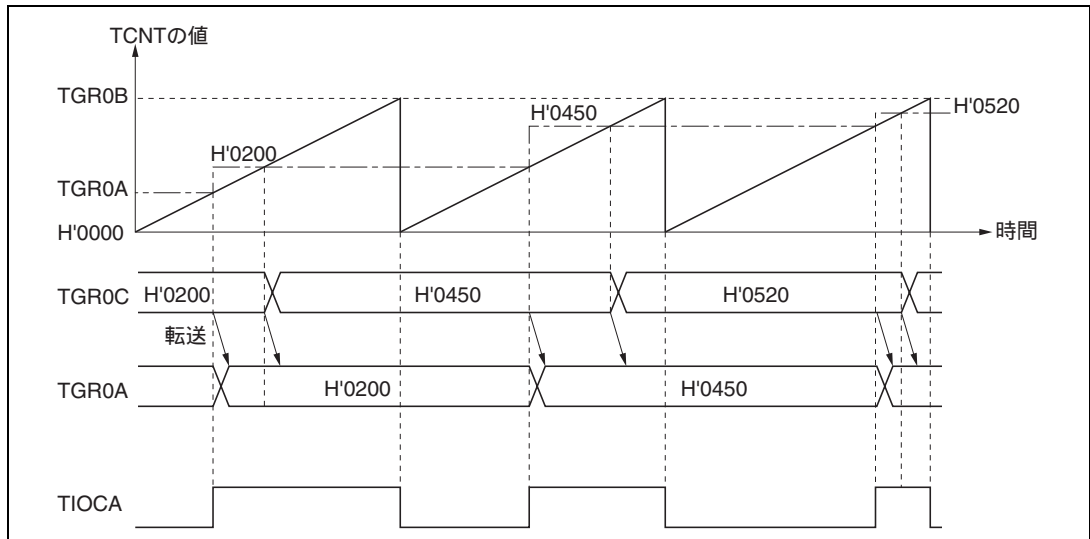 TCNTの値
TGR0B
H'0520
H'0450
H'0200
TGR0A
H'0000
時間
TGR0C
H'0200
H'0450
H'0520
転送
TGR0A
H'0200
H'0450
TIOCA